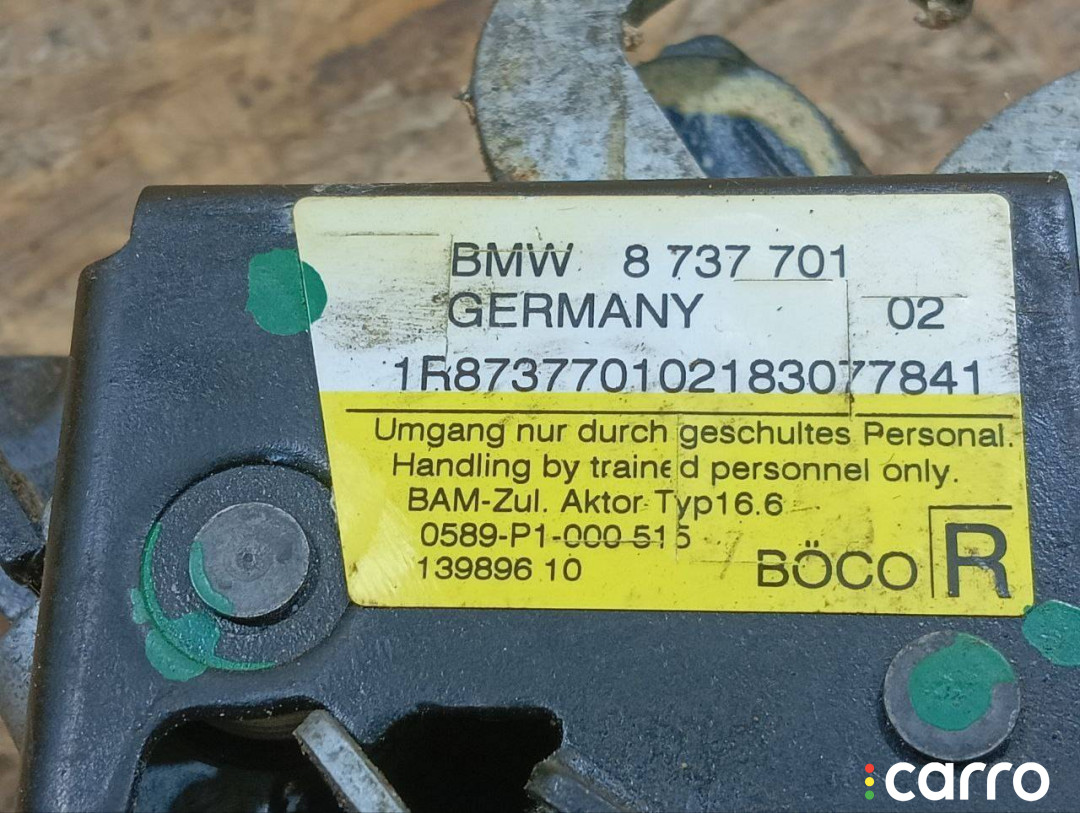 BMW 8 737 701
GERMANY 02
1R873770102183077841
Umgang nur durch geschultes Personal.
Handling by trained personnel only.
BAM-Zul. Aktor Typ16.6
0589-P1-000 515
139896 10
BÖCO R
carro